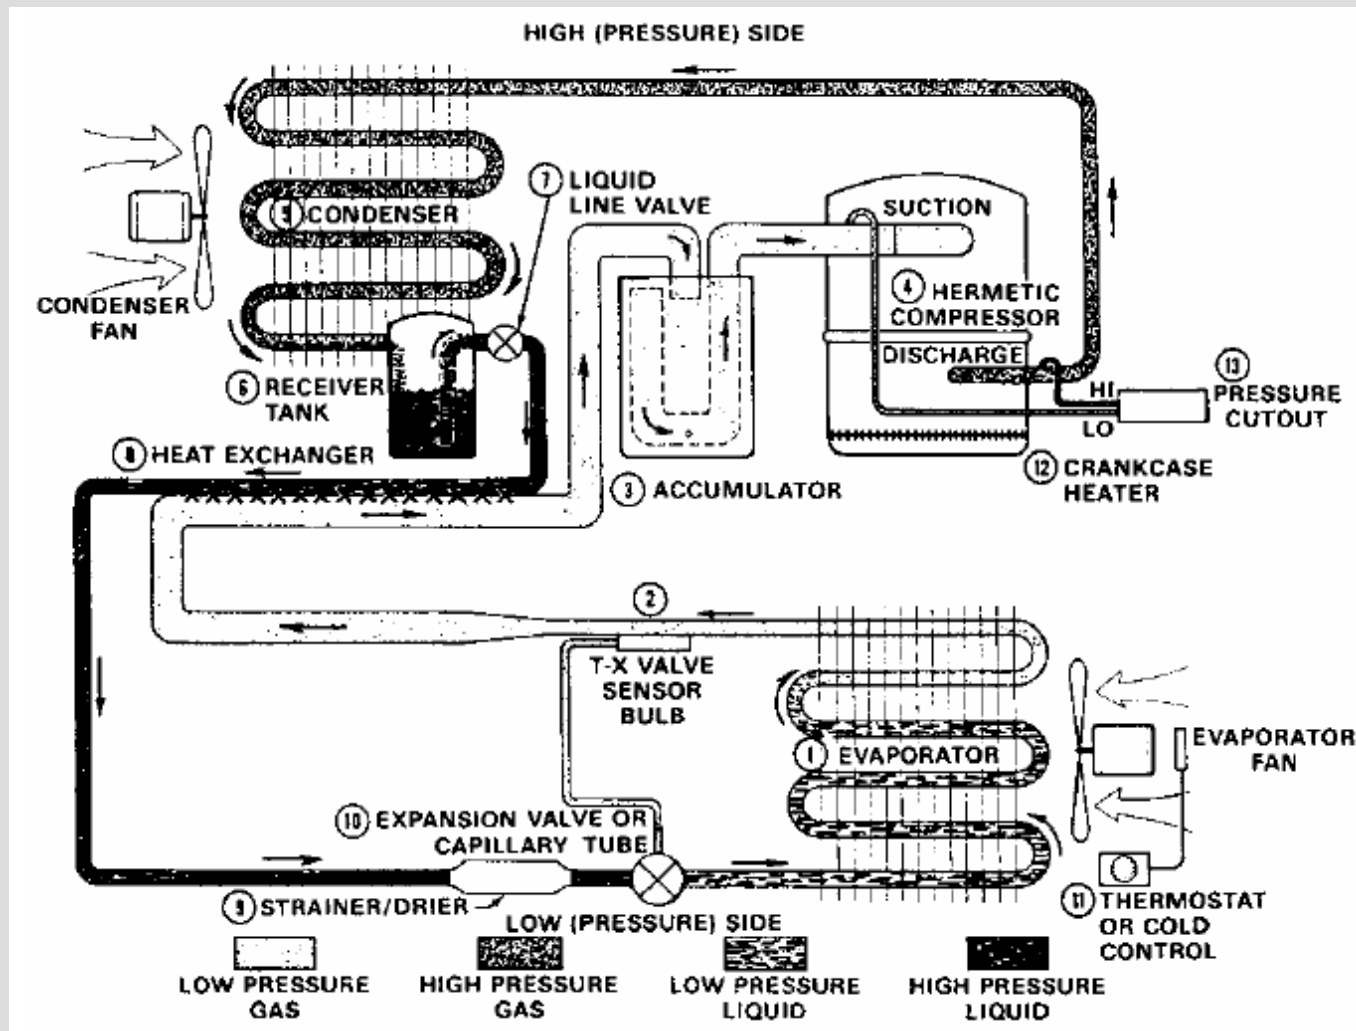 HIGH (PRESSURE) SIDE
7 LIQUID
LINE VALVE
SUCTION
5 CONDENSER
CONDENSER
FAN
4 HERMETIC
COMPRESSOR
DISCHARGE
6 RECEIVER
TANK
HI
LO
13
PRESSURE
CUTOUT
8 HEAT EXCHANGER
3 ACCUMULATOR
12 CRANKCASE
HEATER
2
T-X VALVE
SENSOR
BULB
1 EVAPORATOR
EVAPORATOR
FAN
10 EXPANSION VALVE OR
CAPILLARY TUBE
9 STRAINER/DRIER
11 THERMOSTAT
OR COLD
CONTROL
LOW (PRESSURE) SIDE
LOW PRESSURE
GAS
HIGH PRESSURE
GAS
LOW PRESSURE
LIQUID
HIGH PRESSURE
LIQUID